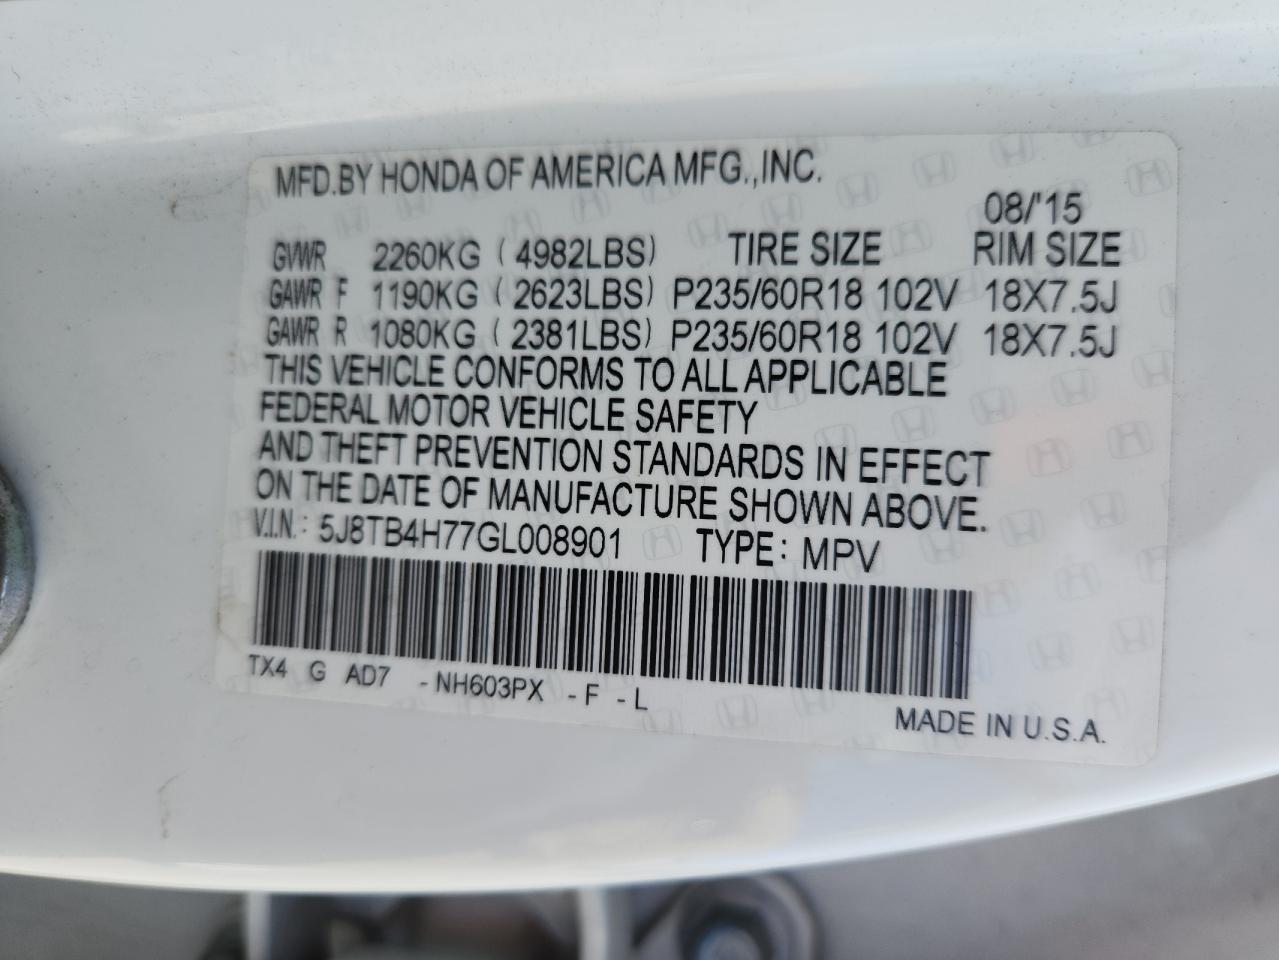 MFD.BY HONDA OF AMERICA MFG.,INC.
08/'15
GVWR 2260KG (4982LBS) TIRE SIZE RIM SIZE
GAWR F 1190KG (2623LBS) P235/60R18 102V 18X7.5J
GAWR R 1080KG (2381LBS) P235/60R18 102V 18X7.5J
THIS VEHICLE CONFORMS TO ALL APPLICABLE
FEDERAL MOTOR VEHICLE SAFETY
AND THEFT PREVENTION STANDARDS IN EFFECT
ON THE DATE OF MANUFACTURE SHOWN ABOVE.
V.I.N.: 5J8TB4H77GL008901 TYPE: MPV
TX4 G AD7 -NH603PX -F -L
MADE IN U.S.A.